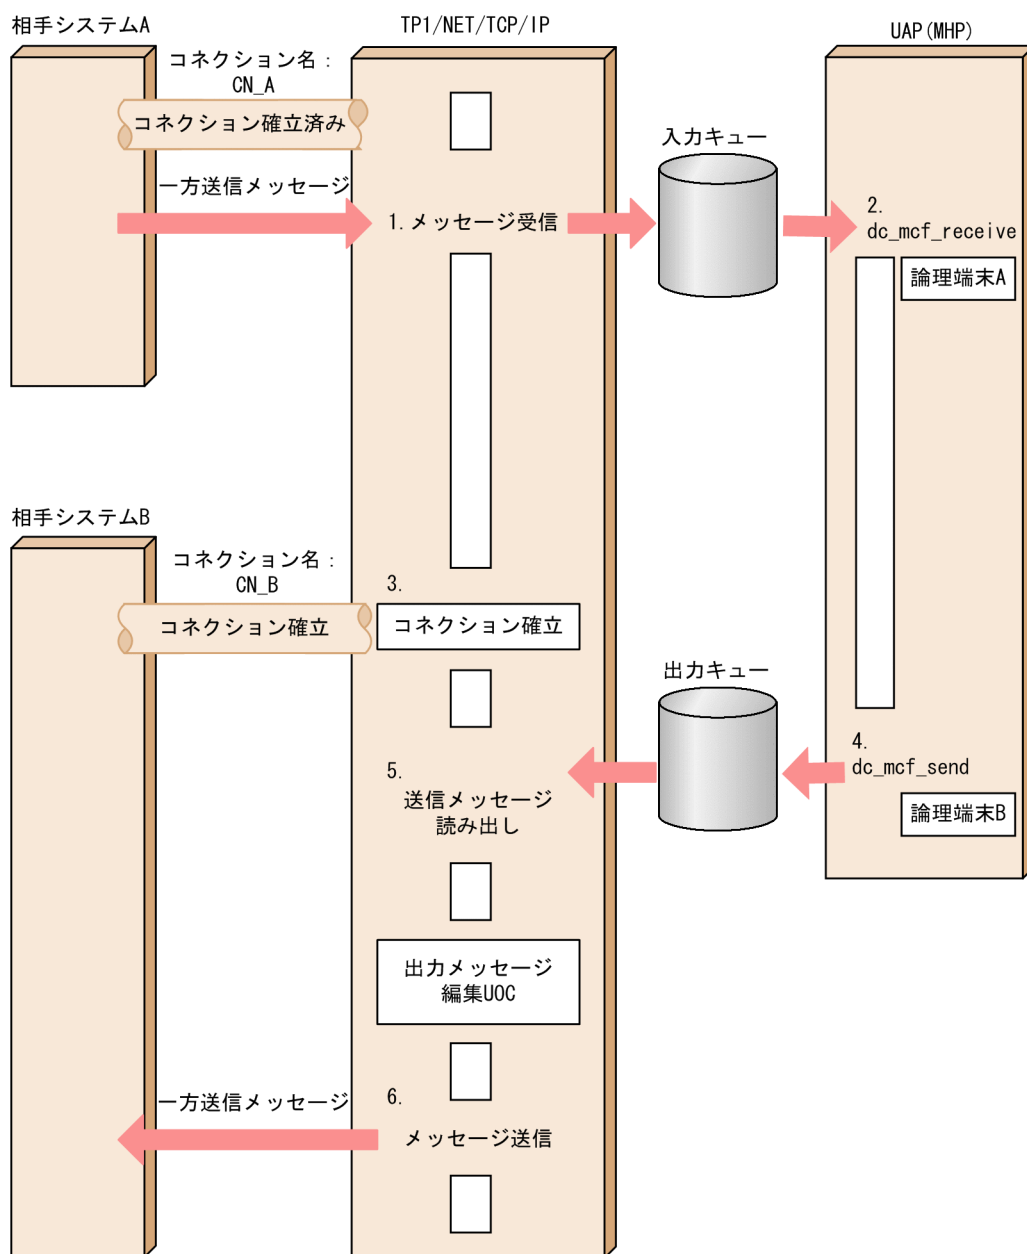 相手システムA
TP1/NET/TCP/IP
UAP(MHP)
コネクション名：
CN_A
コネクション確立済み
入力キュー
一方送信メッセージ
1.メッセージ受信
2.
dc_mcf_receive
論理端末A
相手システムB
コネクション名：
CN_B
3.
コネクション確立
コネクション確立
出力キュー
4.
dc_mcf_send
5.
送信メッセージ
読み出し
論理端末B
出力メッセージ
編集UOC
一方送信メッセージ
6.
メッセージ送信